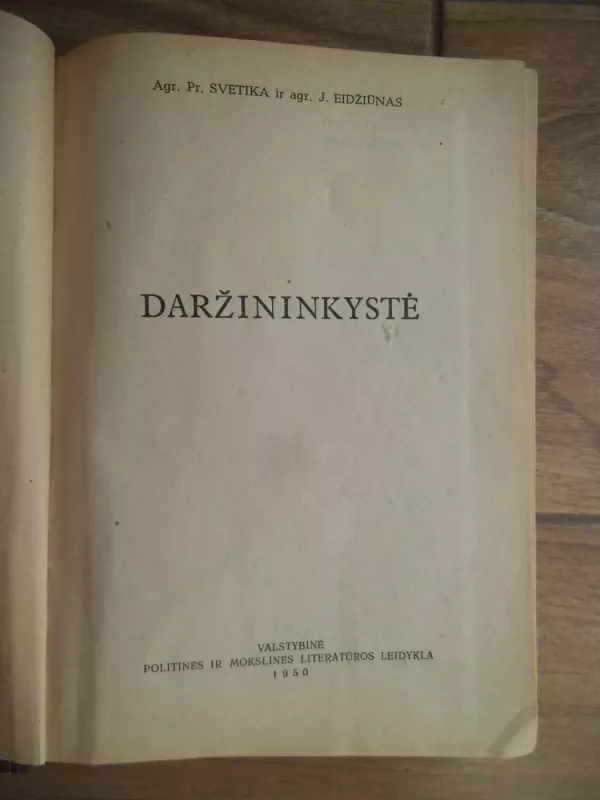 Agr. Pr. SVETIKA ir agr. J. EIDŽIŪNAS
DARŽININKYSTĖ
VALSTYBINĖ
POLITINĖS IR MOKSLINĖS LITERATŪROS LEIDYKLA
1950